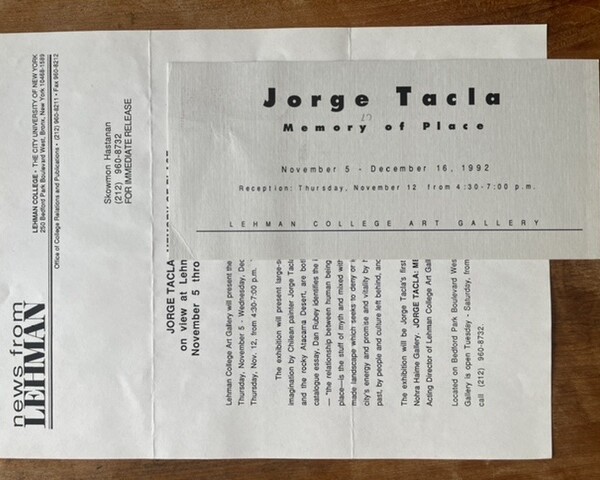 Jorge Tacla
Memory of Place
November 5 - December 16, 1992
Reception: Thursday, November 12 from 4:30-7:00 p.m.
LEHMAN COLLEGE ART GALLERY
news from
LEHMAN
LEHMAN COLLEGE • THE CITY UNIVERSITY OF NEW YORK
250 Bedford Park Boulevard West, Bronx, New York 10468-1589
Office of College Relations and Publications • (212) 960-8211 • Fax 960-8212
Skowmon Hastanan
(212) 960-8732
FOR IMMEDIATE RELEASE
JORGE TACLA
on view at Lehn
November 5 thro
Lehman College Art Gallery will present the
Thursday, November 5 - Wednesday, Dec
Thursday, Nov. 12, from 4:30-7:00 p.m.
The exhibition will present large-s
imagination by Chilean painter Jorge Tacla
and the rocky Atacama Desert, are both
catalogue essay, Dan Rubey identifies the
— "the relationship between human being
place—is the stuff of myth and mixed with
made landscape which seeks to deny or
city's energy and promise and vitality by
past, by people and culture left behind, and
The exhibition will be Jorge Tacla's first
Nohra Haime Gallery. JORGE TACLA: ME
Acting Director of Lehman College Art Gall
Located on Bedford Park Boulevard Wes
Gallery is open Tuesday - Saturday, from
call (212) 960-8732.